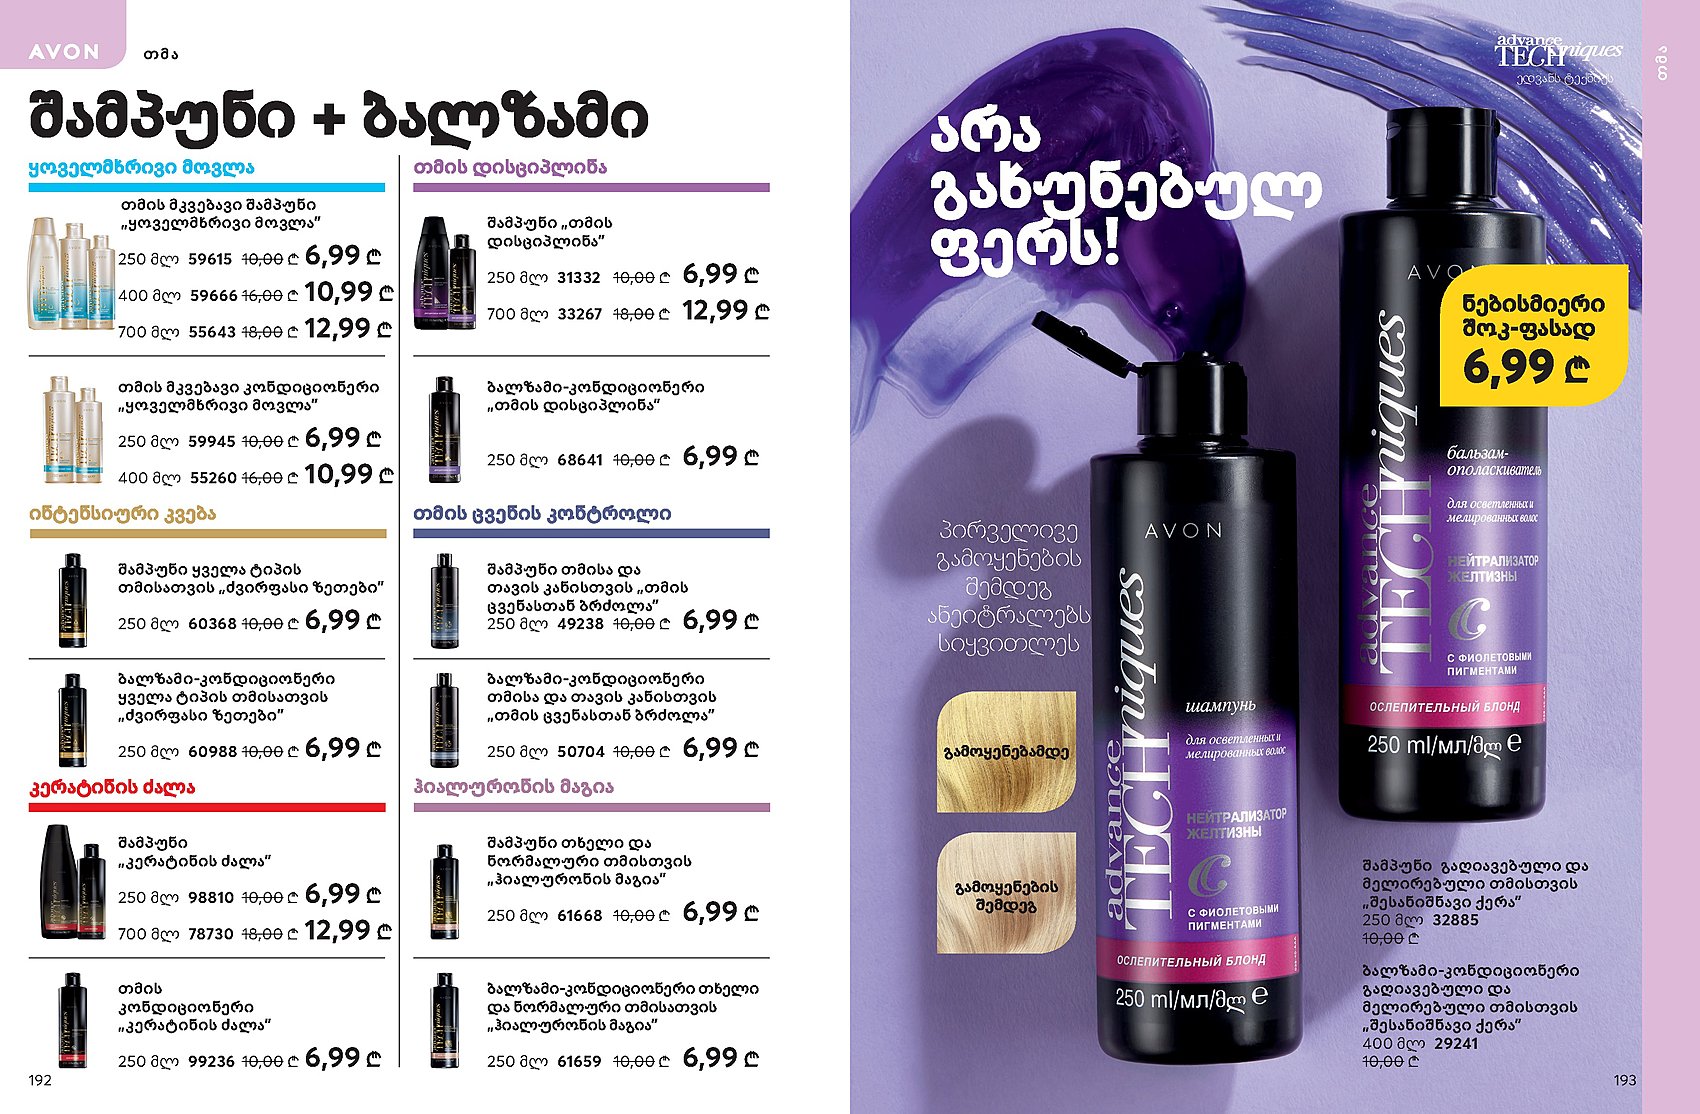 AVON
თმა
შამპუნი + ბალზამი
ყოველმხრივი მოვლა
თმის მკვებავი შამპუნი
„ყოველმხრივი მოვლა”
250 მლ 59615 10,00 ₾ 6,99 ₾
400 მლ 59666 16,00 ₾ 10,99 ₾
700 მლ 55643 18,00 ₾ 12,99 ₾
თმის მკვებავი კონდიციონერი
„ყოველმხრივი მოვლა”
250 მლ 59945 10,00 ₾ 6,99 ₾
400 მლ 55260 16,00 ₾ 10,99 ₾
ინტენსიური კვება
შამპუნი ყველა ტიპის
თმისათვის „ძვირფასი ზეთები”
250 მლ 60368 10,00 ₾ 6,99 ₾
ბალზამი-კონდიციონერი
ყველა ტიპის თმისათვის
„ძვირფასი ზეთები”
250 მლ 60988 10,00 ₾ 6,99 ₾
კერატინის ძალა
შამპუნი
„კერატინის ძალა”
250 მლ 98810 10,00 ₾ 6,99 ₾
700 მლ 78730 18,00 ₾ 12,99 ₾
თმის
კონდიციონერი
„კერატინის ძალა”
250 მლ 99236 10,00 ₾ 6,99 ₾
192
თმის დისციპლინა
შამპუნი „თმის
დისციპლინა”
250 მლ 31332 10,00 ₾ 6,99 ₾
700 მლ 33267 18,00 ₾ 12,99 ₾
ბალზამი-კონდიციონერი
„თმის დისციპლინა”
250 მლ 68641 10,00 ₾ 6,99 ₾
თმის ცვენის კონტროლი
შამპუნი თმისა და
თავის კანისთვის „თმის
ცვენასთან ბრძოლა”
250 მლ 49238 10,00 ₾ 6,99 ₾
ბალზამი-კონდიციონერი
თმისა და თავის კანისთვის
„თმის ცვენასთან ბრძოლა”
250 მლ 50704 10,00 ₾ 6,99 ₾
ჰიალურონის მაგია
შამპუნი თხელი და
ნორმალური თმისთვის
„ჰიალურონის მაგია”
250 მლ 61668 10,00 ₾ 6,99 ₾
ბალზამი-კონდიციონერი თხელი
და ნორმალური თმისათვის
„ჰიალურონის მაგია”
250 მლ 61659 10,00 ₾ 6,99 ₾
advance
TECHniques
ედვანს ტექნიქს
თმა
არა
გახუნებულ
ფერს!
ნებისმიერი
შოკ-ფასად
6,99 ₾
პირველივე
გამოყენების
შემდეგ
ანეიტრალებს
სიყვითლეს
გამოყენებამდე
გამოყენების
შემდეგ
AVON
advance
TECHniques
шампунь
для осветленных и
мелированных волос
НЕЙТРАЛИЗАТОР
ЖЕЛТИЗНЫ
С ФИОЛЕТОВЫМИ
ПИГМЕНТАМИ
ОСЛЕПИТЕЛЬНЫЙ БЛОНД
250 ml/мл/მლ e
AVON
advance
TECHniques
бальзам-
ополаскиватель
для осветленных и
мелированных волос
НЕЙТРАЛИЗАТОР
ЖЕЛТИЗНЫ
С ФИОЛЕТОВЫМИ
ПИГМЕНТАМИ
ОСЛЕПИТЕЛЬНЫЙ БЛОНД
250 ml/мл/მლ e
შამპუნი გაღიავებული და
მელირებული თმისთვის
„შესანიშნავი ქერა”
250 მლ 32885
10,00 ₾
ბალზამი-კონდიციონერი
გაღიავებული და
მელირებული თმისთვის
„შესანიშნავი ქერა”
400 მლ 29241
10,00 ₾
193